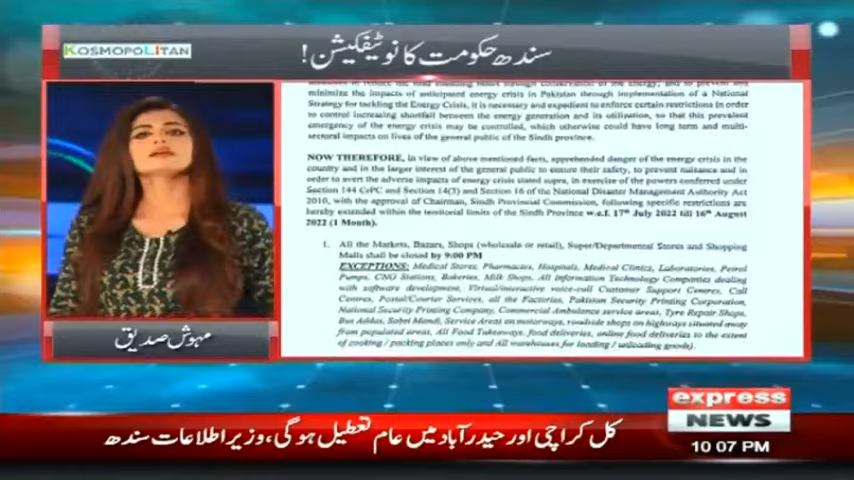 KOSMOPOLITAN
سندھ حکومت کا نوٹیفکیشن!
minimize the impacts of anticipated energy crisis in Pakistan through implementation of a National
Strategy for tackling the Energy Crisis, it is necessary and expedient to enforce certain restrictions in order
to control increasing shortfall between the energy generation and its utilization, so that this prevalent
emergency of the energy crisis may be controlled, which otherwise could have long term and multi-
sectoral impacts on lives of the general public of the Sindh province.
NOW THEREFORE, in view of above mentioned facts, apprehended danger of the energy crisis in the
country and in the larger interest of the general public to ensure their safety, to prevent nuisance and in
order to avert the adverse impacts of energy crisis stated supra, in exercise of the powers conferred under
Section 144 CrPC and Section 14(3) and Section 16 of the National Disaster Management Authority Act
2010, with the approval of Chairman, Sindh Provincial Commission, following specific restrictions are
hereby extended within the territorial limits of the Sindh Province w.e.f. 17th July 2022 till 16th August
2022 (1 Month).
1. All the Markets, Bazars, Shops (wholesale or retail), Super/Departmental Stores and Shopping
Malls shall be closed by 9:00 PM
EXCEPTIONS: Medical Stores, Pharmacies, Hospitals, Medical Clinics, Laboratories, Petrol
Pumps, CNG Stations, Bakeries, Milk Shops, All Information Technology Companies dealing
with software development, Virtual/interactive voice-call Customer Support Centres, Call
Centres, Postal/Courier Services, all the Factories, Pakistan Security Printing Corporation,
National Security Printing Company, Commercial Ambulance service areas, Tyre Repair Shops,
Bus Addas, Sabzi Mandi, Service Areas on motorways, roadside shops on highways situated away
from populated areas, All Food Takeaways, food deliveries, online food deliveries to the extent
of cooking / packing places only and All warehouses for loading / unloading goods).
مہوش صدیق
express
NEWS
10:07 PM
کل کراچی اور حیدرآباد میں عام تعطیل ہوگی، وزیر اطلاعات سندھ